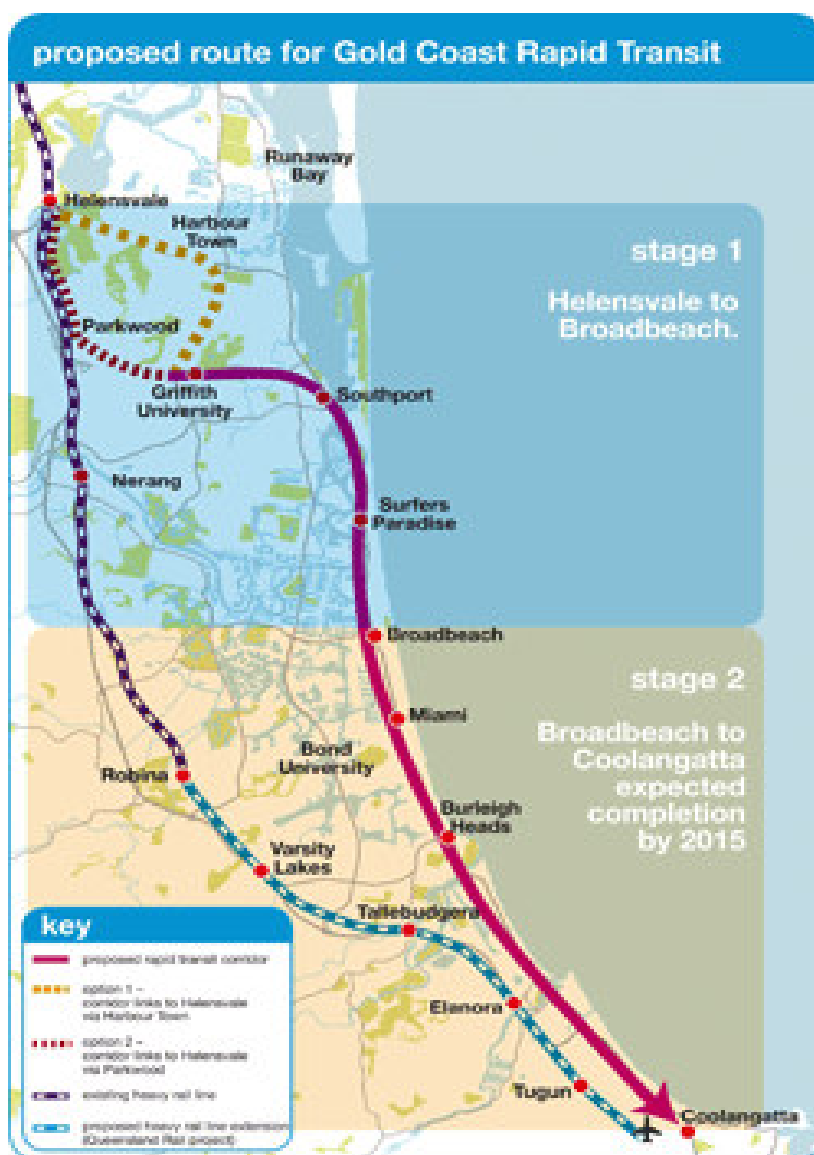 proposed route for Gold Coast Rapid Transit
Runaway
Bay
Helensvale
Harbour
Town
stage 1
Helensvale to
Broadbeach.
Parkwood
Griffith
University
Southport
Nerang
Surfers
Paradise
Broadbeach
stage 2
Broadbeach to
Coolangatta
expected
completion
by 2015
Miami
Bond
University
Robina
Burleigh
Heads
Varsity
Lakes
Tallebudgera
Elanora
Tugun
Coolangatta
key
proposed rapid transit corridor
option 1 –
corridor links to Helensvale
via Harbour Town
option 2 –
corridor links to Helensvale
via Parkwood
existing heavy rail line
proposed heavy rail line extension
(Queensland Rail project)